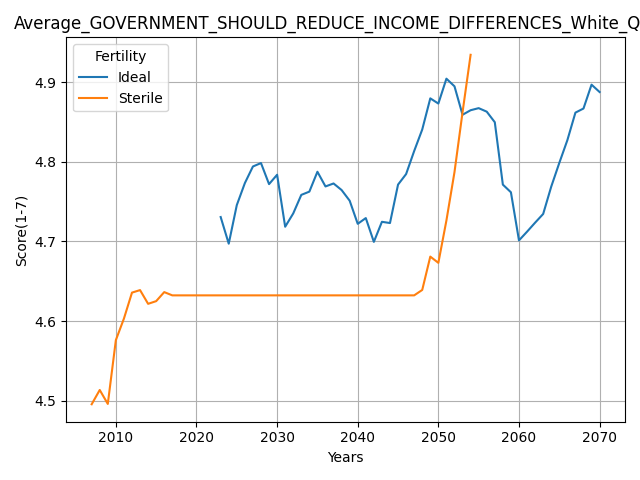 Average_GOVERNMENT_SHOULD_REDUCE_INCOME_DIFFERENCES_White_Q
Fertility
Ideal
Sterile
4.9
4.8
4.7
4.6
4.5
Score(1-7)
2010 2020 2030 2040 2050 2060 2070
Years